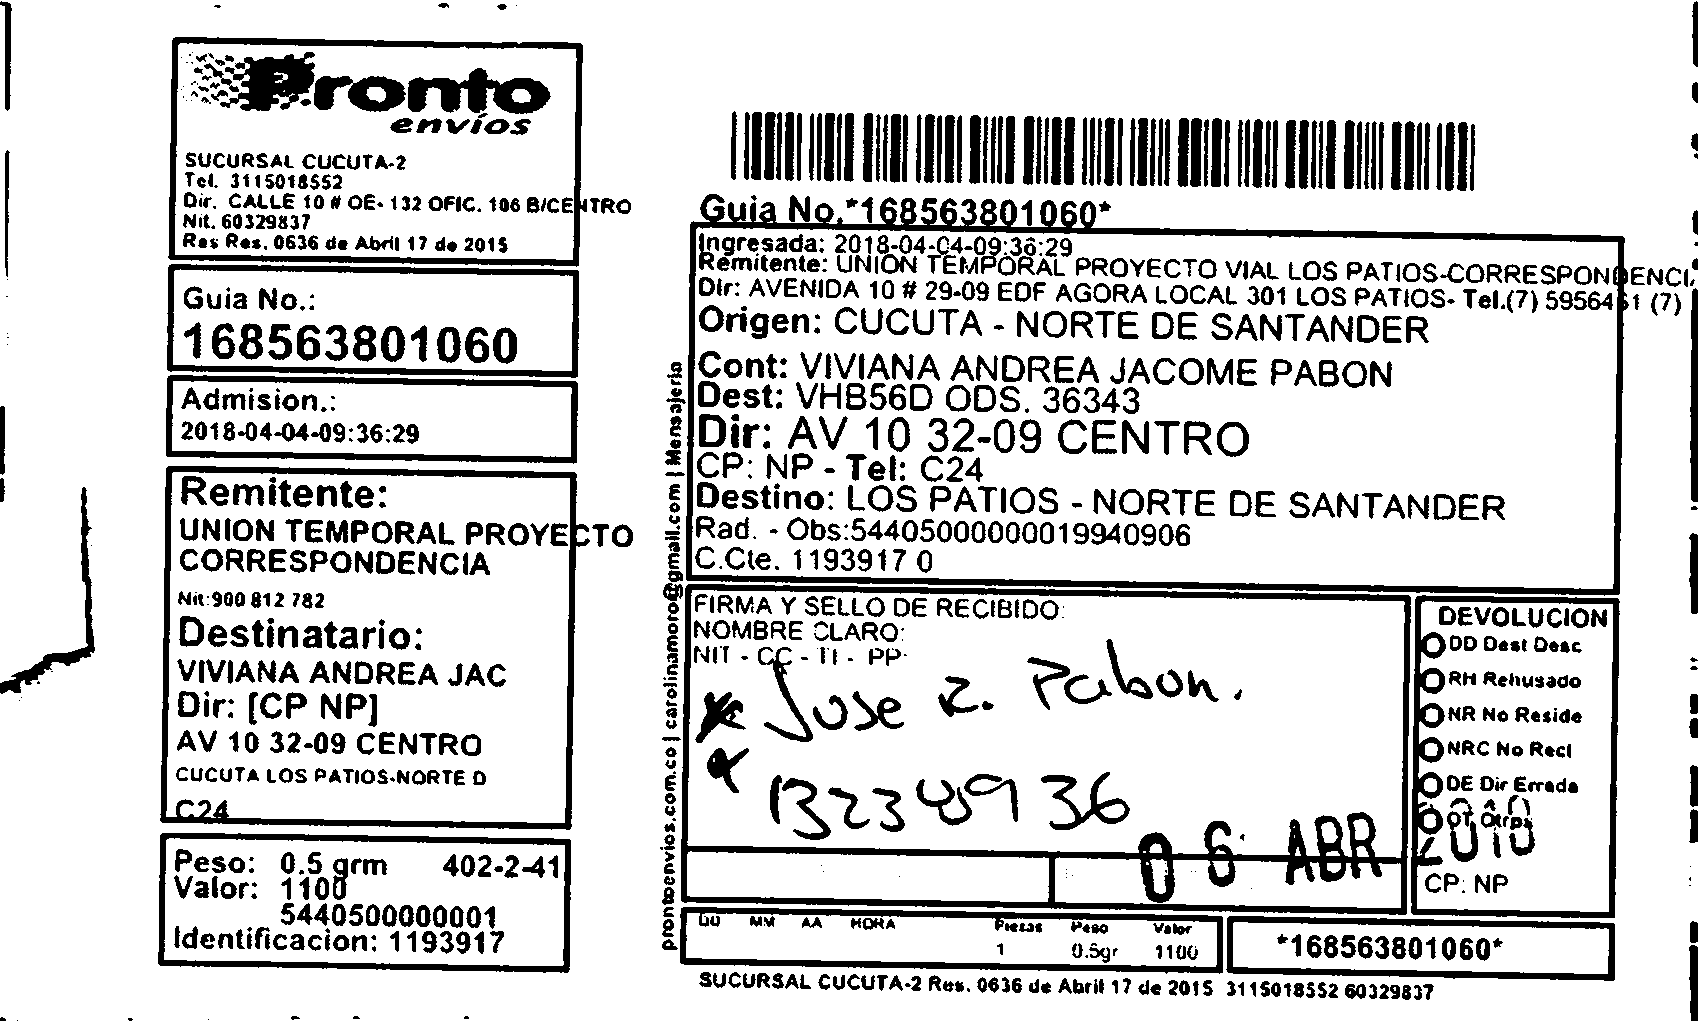 Pronto
envíos
SUCURSAL CUCUTA-2
Tel. 3115018552
Dir. CALLE 10 # OE- 132 OFIC. 106 B/CENTRO
Nit. 60329837
Res Res. 0636 de Abril 17 de 2015
Guia No.:
168563801060
Admision.:
2018-04-04-09:36:29
Remitente:
UNION TEMPORAL PROYECTO
CORRESPONDENCIA
Nit:900 812 782
Destinatario:
VIVIANA ANDREA JAC
Dir: [CP NP]
AV 10 32-09 CENTRO
CUCUTA LOS PATIOS-NORTE D
C24
Peso: 0.5 grm 402-2-41
Valor: 1100
5440500000001
Identificacion: 1193917
prontoenvios.com.co | carolinamoro@gmail.com | Mensajeria
Guia No.*168563801060*
Ingresada: 2018-04-04-09:36:29
Remitente: UNION TEMPORAL PROYECTO VIAL LOS PATIOS-CORRESPONDENCI
Dir: AVENIDA 10 # 29-09 EDF AGORA LOCAL 301 LOS PATIOS- Tel.(7) 5956461 (7)
Origen: CUCUTA - NORTE DE SANTANDER
Cont: VIVIANA ANDREA JACOME PABON
Dest: VHB56D ODS. 36343
Dir: AV 10 32-09 CENTRO
CP: NP - Tel: C24
Destino: LOS PATIOS - NORTE DE SANTANDER
Rad. - Obs:54405000000019940906
C.Cte. 1193917 0
FIRMA Y SELLO DE RECIBIDO:
NOMBRE CLARO:
NIT - CC - TI - PP:
Jose R. Pabon.
06 ABR
DEVOLUCION
DD Dest Desc
RH Rehusado
NR No Reside
NRC No Recl
DE Dir Errada
OT Otros
CP: NP
DD MM AA HORA Piezas Peso Valor
1 0.5gr 1100
*168563801060*
SUCURSAL CUCUTA-2 Res. 0636 de Abril 17 de 2015 3115018552 60329837